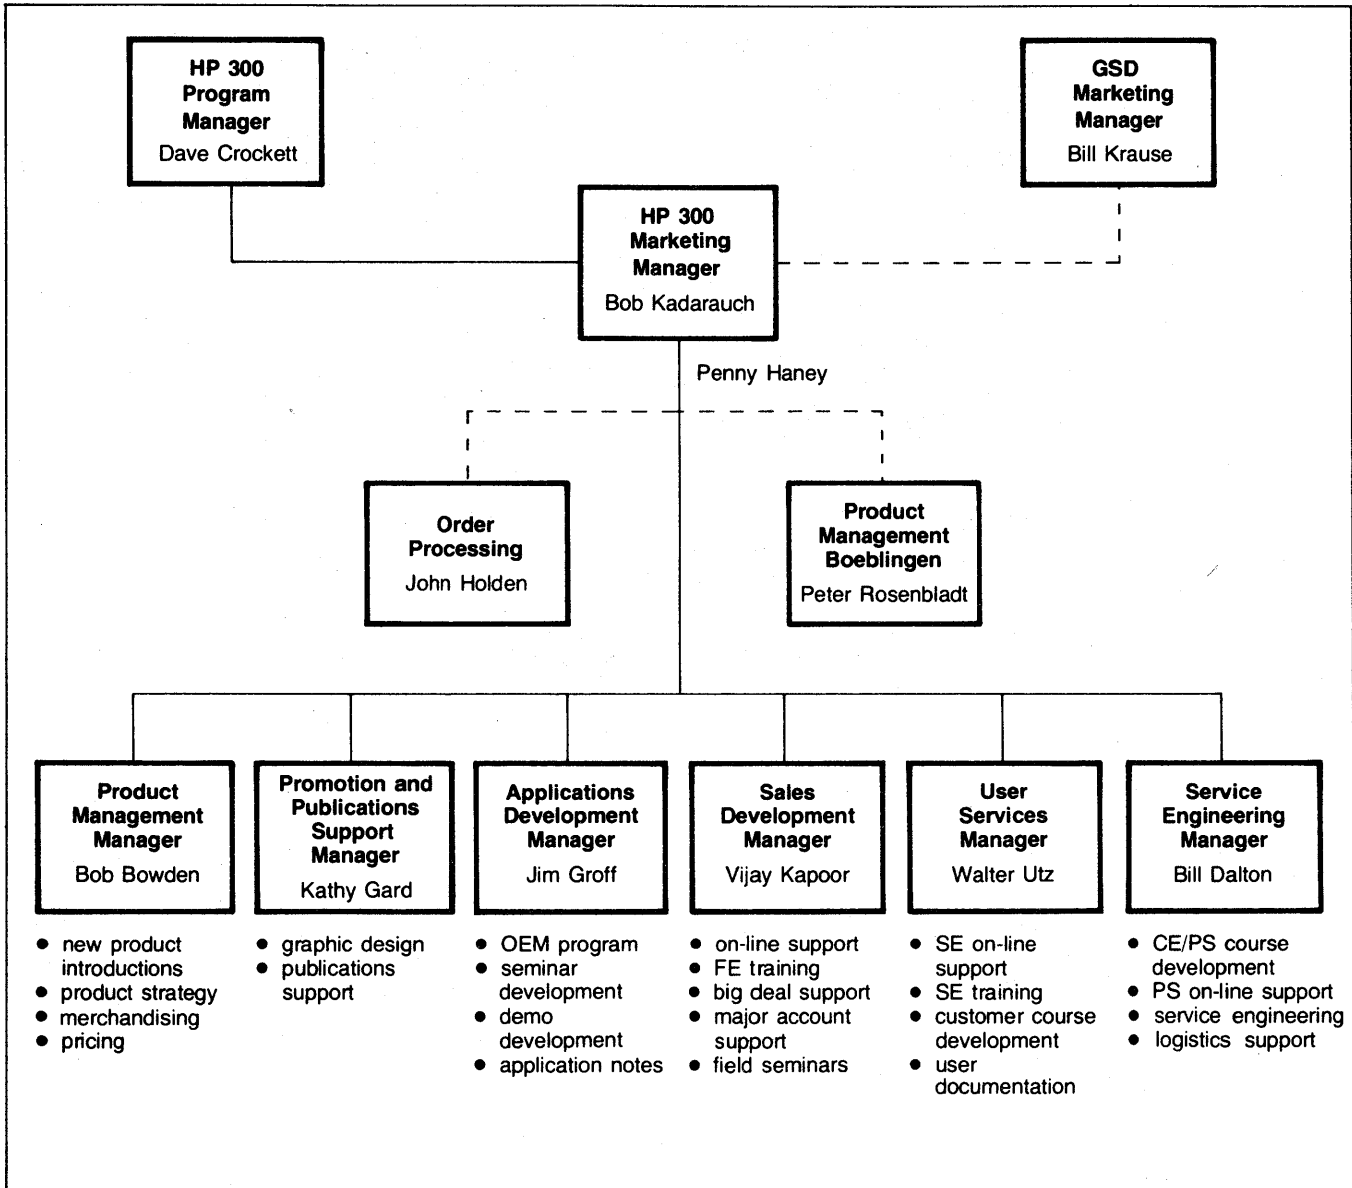 HP 300
Program
Manager
Dave Crockett
GSD
Marketing
Manager
Bill Krause
HP 300
Marketing
Manager
Bob Kadarauch
Penny Haney
Order
Processing
John Holden
Product
Management
Boeblingen
Peter Rosenbladt
Product
Management
Manager
Bob Bowden
● new product
introductions
● product strategy
● merchandising
● pricing
Promotion and
Publications
Support
Manager
Kathy Gard
● graphic design
● publications
support
Applications
Development
Manager
Jim Groff
● OEM program
● seminar
development
● demo
development
● application notes
Sales
Development
Manager
Vijay Kapoor
● on-line support
● FE training
● big deal support
● major account
support
● field seminars
User
Services
Manager
Walter Utz
● SE on-line
support
● SE training
● customer course
development
● user
documentation
Service
Engineering
Manager
Bill Dalton
● CE/PS course
development
● PS on-line support
● service engineering
● logistics support